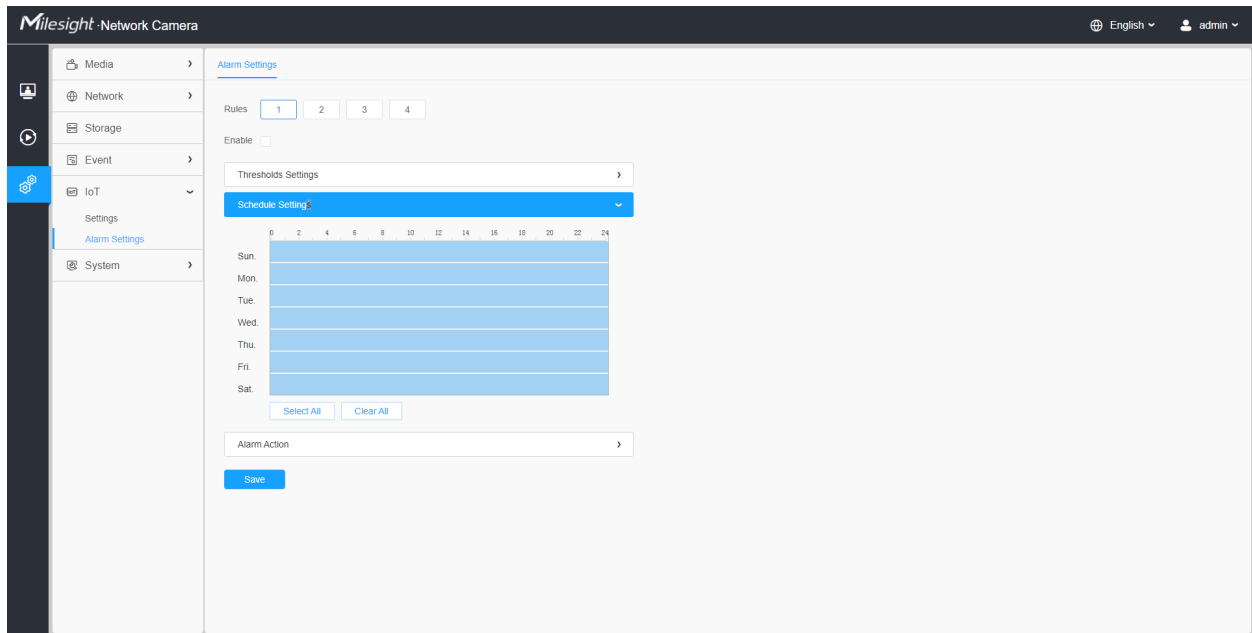 Milesight ·Network Camera
English
admin
Media
Network
Storage
Event
IoT
Settings
Alarm Settings
System
Alarm Settings
Rules 1 2 3 4
Enable
Thresholds Settings
Schedule Settings
0 2 4 6 8 10 12 14 16 18 20 22 24
Sun.
Mon.
Tue.
Wed.
Thu.
Fri.
Sat.
Select All Clear All
Alarm Action
Save